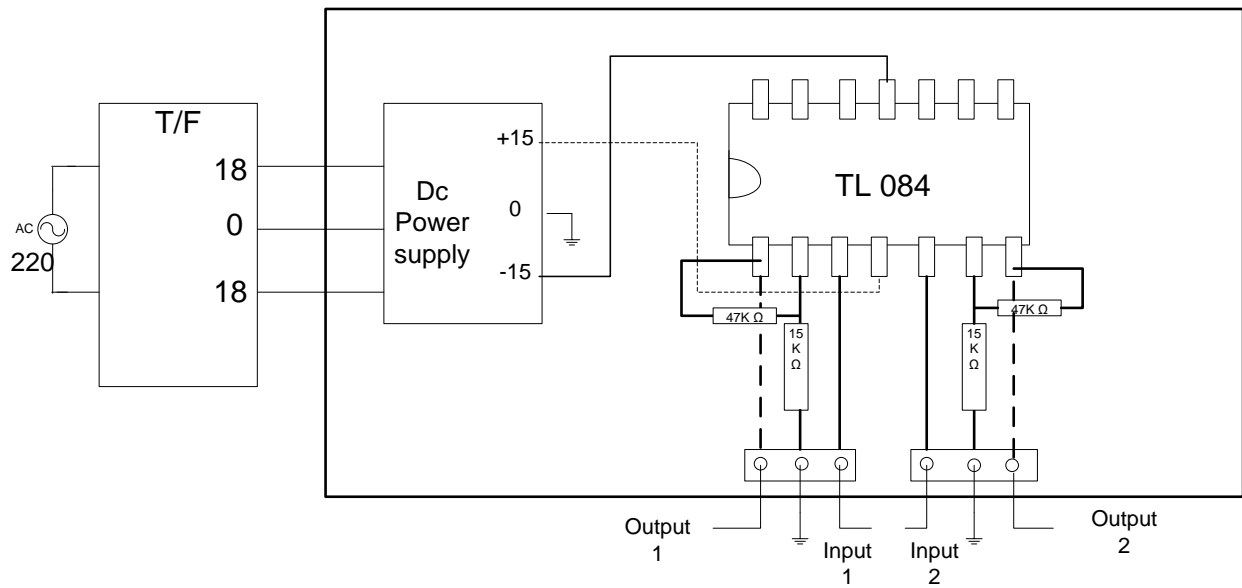 T/F
18
0
18
AC
220
Dc
Power
supply
+15
0
-15
TL 084
47K Ω
15
K
Ω
15
K
Ω
47K Ω
Output
1
Input
1
Input
2
Output
2